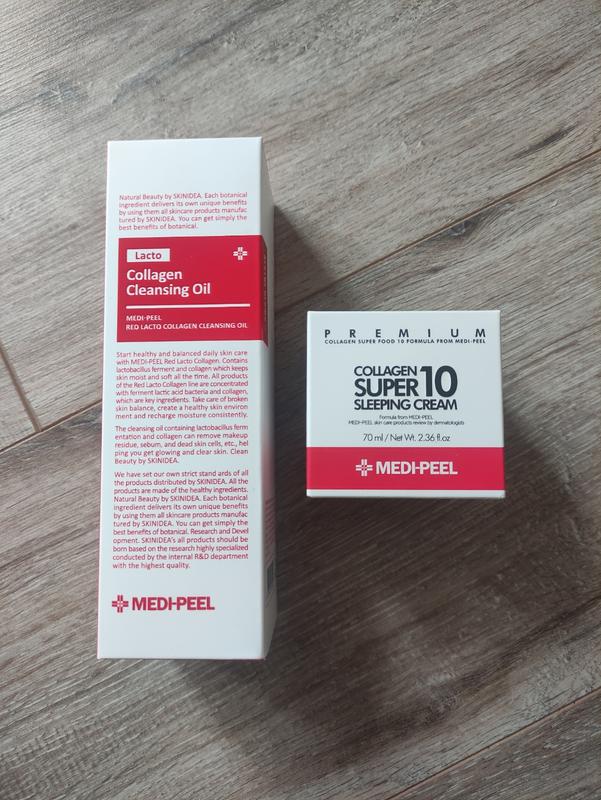 Natural Beauty by SKINIDEA. Each botanical
ingredient delivers its own unique benefits
by using them all skincare products manufac
tured by SKINIDEA. You can get simply the
best benefits of botanical.
Lacto
Collagen
Cleansing Oil
MEDI-PEEL
RED LACTO COLLAGEN CLEANSING OIL
Start healthy and balanced daily skin care
with MEDI-PEEL Red Lacto Collagen. Contains
lactobacillus ferment and collagen which keeps
skin moist and soft all the time. All products
of the Red Lacto Collagen line are concentrated
with ferment lactic acid bacteria and collagen,
which are key ingredients. Take care of broken
skin balance, create a healthy skin environ
ment and recharge moisture consistently.
The cleansing oil containing lactobacillus ferm
entation and collagen can remove makeup
residue, sebum, and dead skin cells, etc., hel
ping you get glowing and clear skin. Clean
Beauty by SKINIDEA.
We have set our own strict stand ards of all
the products distributed by SKINIDEA. All the
products are made of the healthy ingredients.
Natural Beauty by SKINIDEA. Each botanical
ingredient delivers its own unique benefits
by using them all skincare products manufac
tured by SKINIDEA. You can get simply the
best benefits of botanical. Research and Devel
opment. SKINIDEA's all products should be
born based on the research highly specialized
conducted by the internal R&D department
with the highest quality.
MEDI-PEEL
PREMIUM
COLLAGEN SUPER FOOD 10 FORMULA FROM MEDI-PEEL
COLLAGEN
SUPER 10
SLEEPING CREAM
Formula from MEDI-PEEL
MEDI-PEEL skin care products review by dermatologists
70 ml / Net Wt. 2.36 fl.oz
MEDI-PEEL